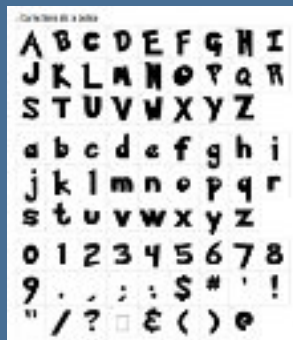 A B C D E F G H I
J K L M N O P Q R
S T U V W X Y Z
a b c d e f g h i
j k l m n o p q r
s t u v w x y z
0 1 2 3 4 5 6 7 8
9 . , ; : $ # ' !
" / ? € ( ) @